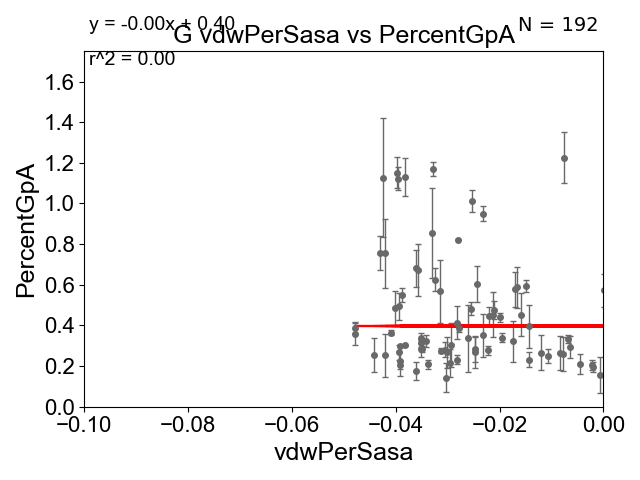 y = -0.00x + 0.40
G vdwPerSasa vs PercentGpA
N = 192
r^2 = 0.00
PercentGpA
1.6
1.4
1.2
1.0
0.8
0.6
0.4
0.2
0.0
−0.10
−0.08
−0.06
−0.04
−0.02
0.00
vdwPerSasa